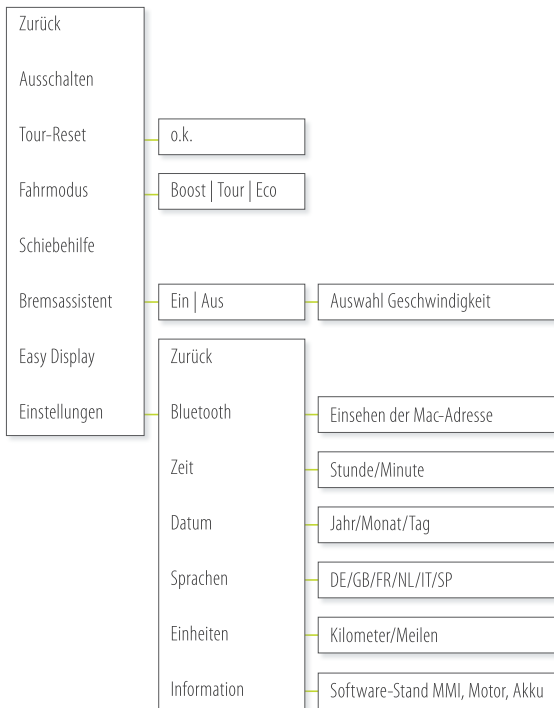 Zurück
Ausschalten
Tour-Reset
o.k.
Fahrmodus
Boost | Tour | Eco
Schiebehilfe
Bremsassistent
Ein | Aus
Auswahl Geschwindigkeit
Easy Display
Zurück
Einstellungen
Bluetooth
Einsehen der Mac-Adresse
Zeit
Stunde/Minute
Datum
Jahr/Monat/Tag
Sprachen
DE/GB/FR/NL/IT/SP
Einheiten
Kilometer/Meilen
Information
Software-Stand MMI, Motor, Akku